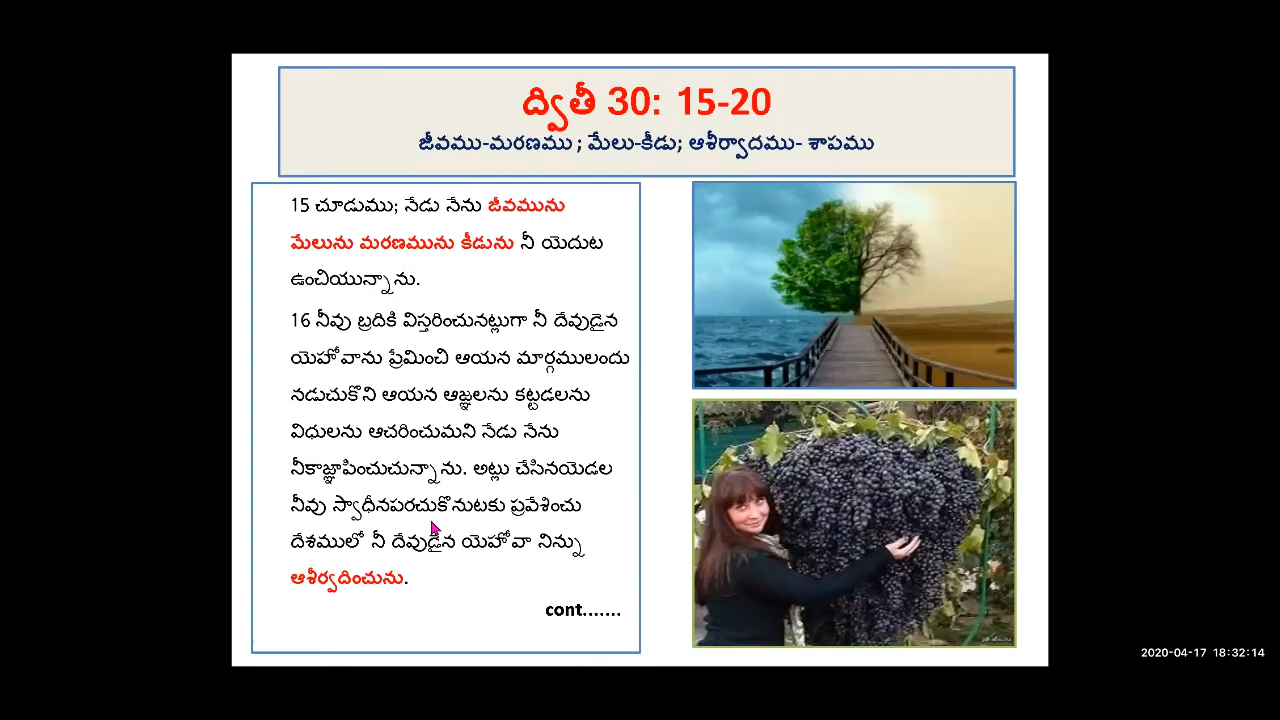 ద్వితీ 30: 15-20
జీవము-మరణము ; మేలు-కీడు; ఆశీర్వాదము- శాపము
15 చూడుము; నేడు నేను జీవమును
మేలును మరణమును కీడును నీ యెదుట
ఉంచియున్నాను.
16 నీవు బ్రదికి విస్తరించునట్లుగా నీ దేవుడైన
యెహోవాను ప్రేమించి ఆయన మార్గములందు
నడుచుకొని ఆయన ఆజ్ఞలను కట్టడలను
విధులను ఆచరించుమని నేడు నేను
నీకాజ్ఞాపించుచున్నాను. అట్లు చేసినయెడల
నీవు స్వాధీనపరచుకొనుటకు ప్రవేశించు
దేశములో నీ దేవుడైన యెహోవా నిన్ను
ఆశీర్వదించును.
cont.......
2020-04-17 18:32:14